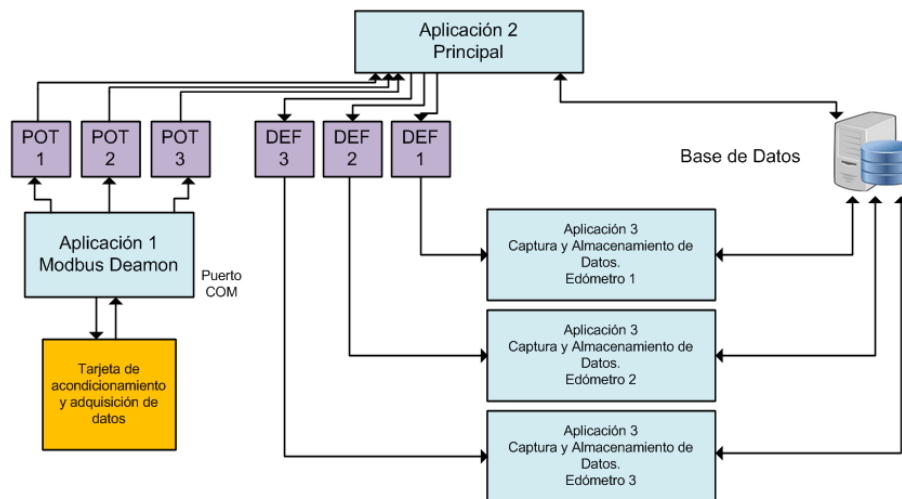 Aplicación 2
Principal
POT
1
POT
2
POT
3
DEF
3
DEF
2
DEF
1
Base de Datos
Aplicación 1
Modbus Deamon
Puerto
COM
Aplicación 3
Captura y Almacenamiento de
Datos.
Edómetro 1
Tarjeta de
acondicionamiento
y adquisición de
datos
Aplicación 3
Captura y Almacenamiento de
Datos.
Edómetro 2
Aplicación 3
Captura y Almacenamiento de
Datos.
Edómetro 3